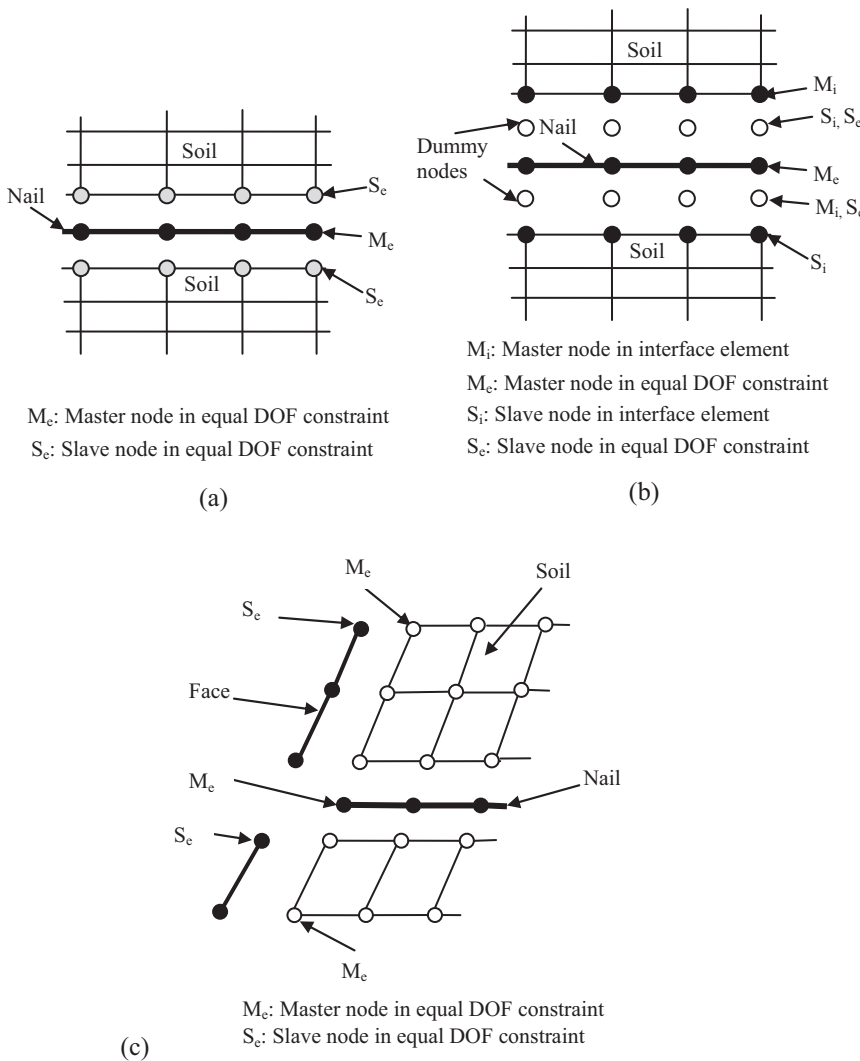 Soil
Nail
Sₑ
Mₑ
Soil
Sₑ
Mₑ: Master node in equal DOF constraint
Sₑ: Slave node in equal DOF constraint
(a)
Soil
Mᵢ
Sᵢ, Sₑ
Nail
Dummy
nodes
Mₑ
Mᵢ, Sₑ
Soil
Sᵢ
Mᵢ: Master node in interface element
Mₑ: Master node in equal DOF constraint
Sᵢ: Slave node in interface element
Sₑ: Slave node in equal DOF constraint
(b)
Mₑ
Soil
Sₑ
Face
Mₑ
Nail
Sₑ
Mₑ
Mₑ: Master node in equal DOF constraint
Sₑ: Slave node in equal DOF constraint
(c)